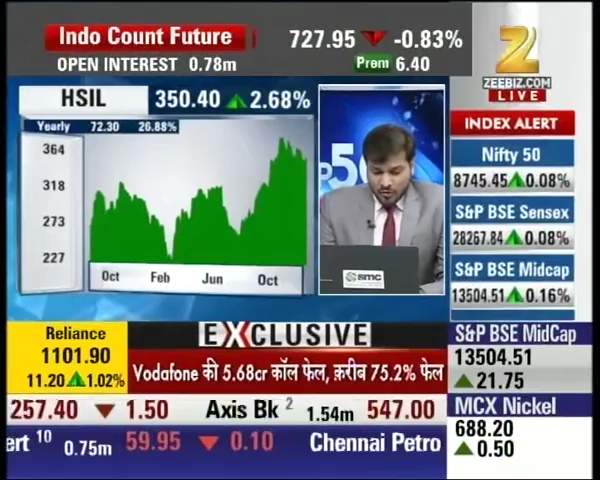 Indo Count Future
727.95 -0.83%
OPEN INTEREST 0.78m
Prem 6.40
ZEEBIZ.COM
LIVE
HSIL 350.40 2.68%
Yearly 72.30 26.88%
364
318
273
227
Oct Feb Jun Oct
P50
smc
INDEX ALERT
Nifty 50
8745.45 0.08%
S&P BSE Sensex
28267.84 0.08%
S&P BSE Midcap
13504.51 0.16%
Reliance
1101.90
11.20 1.02%
EXCLUSIVE
Vodafone की 5.68cr कॉल फेल, क़रीब 75.2% फेल
S&P BSE MidCap
13504.51
21.75
257.40 1.50 Axis Bk 2 1.54m 547.00
MCX Nickel
688.20
0.50
ert 10 0.75m 59.95 0.10 Chennai Petro